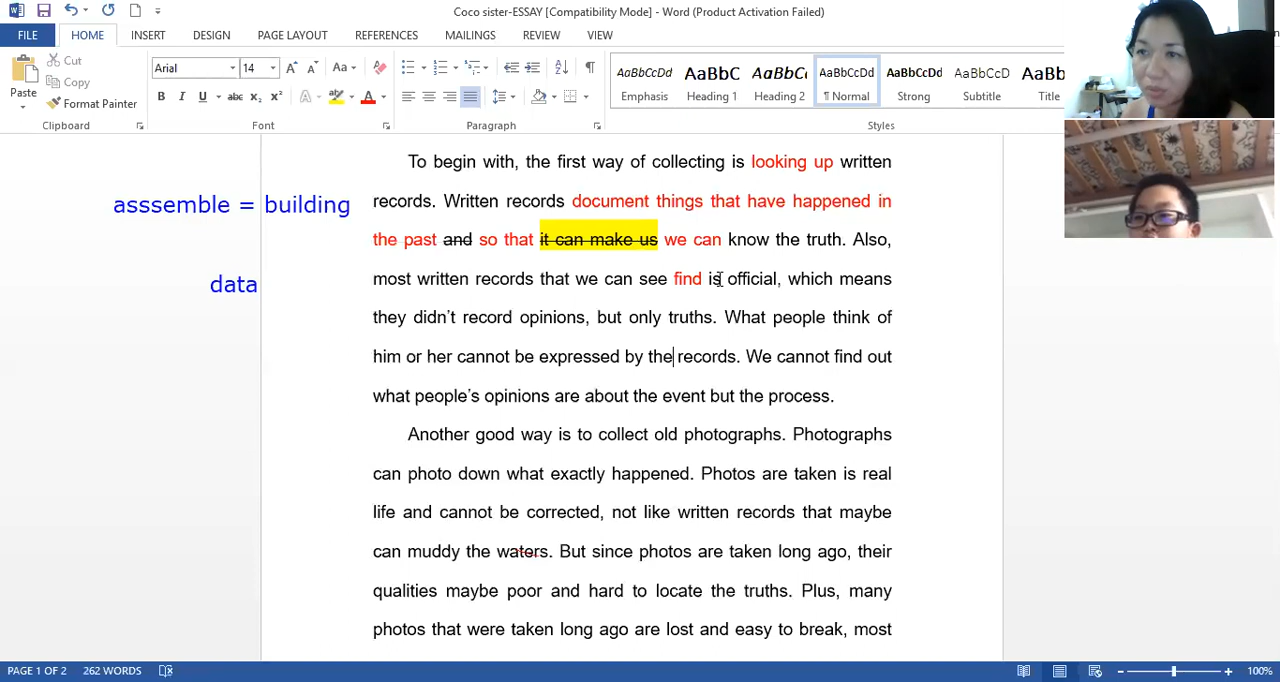 Coco sister-ESSAY [Compatibility Mode] - Word (Product Activation Failed)
FILE HOME INSERT DESIGN PAGE LAYOUT REFERENCES MAILINGS REVIEW VIEW
Paste
Cut
Copy
Format Painter
Clipboard
Arial 14
Font
Paragraph
AaBbCcDd AaBbC AaBbCc AaBbCcDd AaBbCcDd AaBbCcD AaBb
Emphasis Heading 1 Heading 2 ¶ Normal Strong Subtitle Title
Styles
asssemble = building
data
To begin with, the first way of collecting is looking up written
records. Written records document things that have happened in
the past and so that it can make us we can know the truth. Also,
most written records that we can see find is official, which means
they didn’t record opinions, but only truths. What people think of
him or her cannot be expressed by the records. We cannot find out
what people’s opinions are about the event but the process.
Another good way is to collect old photographs. Photographs
can photo down what exactly happened. Photos are taken is real
life and cannot be corrected, not like written records that maybe
can muddy the waters. But since photos are taken long ago, their
qualities maybe poor and hard to locate the truths. Plus, many
photos that were taken long ago are lost and easy to break, most
PAGE 1 OF 2 262 WORDS 100%